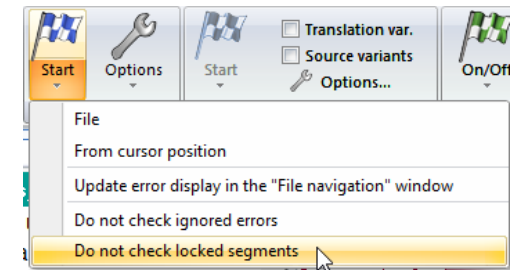 Start
Options
Start
Translation var.
Source variants
Options...
On/Off
File
From cursor position
Update error display in the "File navigation" window
Do not check ignored errors
Do not check locked segments